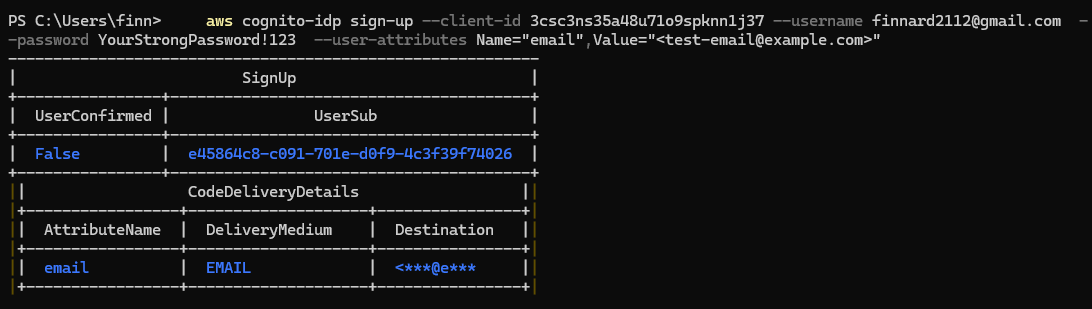 PS C:\Users\finn>     aws cognito-idp sign-up --client-id 3csc3ns35a48u71o9spknn1j37 --username finnard2112@gmail.com  -
-password YourStrongPassword!123  --user-attributes Name="email",Value="<test-email@example.com>"
SignUp
UserConfirmed | UserSub
False | e45864c8-c091-701e-d0f9-4c3f39f74026
CodeDeliveryDetails
AttributeName | DeliveryMedium | Destination
email | EMAIL | <***@e***